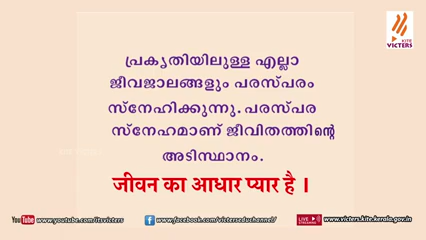 KITE
VICTERS
പ്രകൃതിയിലുള്ള എല്ലാ
ജീവജാലങ്ങളും പരസ്പരം
സ്നേഹിക്കുന്നു. പരസ്പര
സ്നേഹമാണ് ജീവിതത്തിന്റെ
അടിസ്ഥാനം.
जीवन का आधार प्यार है ।
YouTube www.youtube.com/itsvicters f www.facebook.com/victerseduchannel/ LIVE www.victers.kite.kerala.gov.in